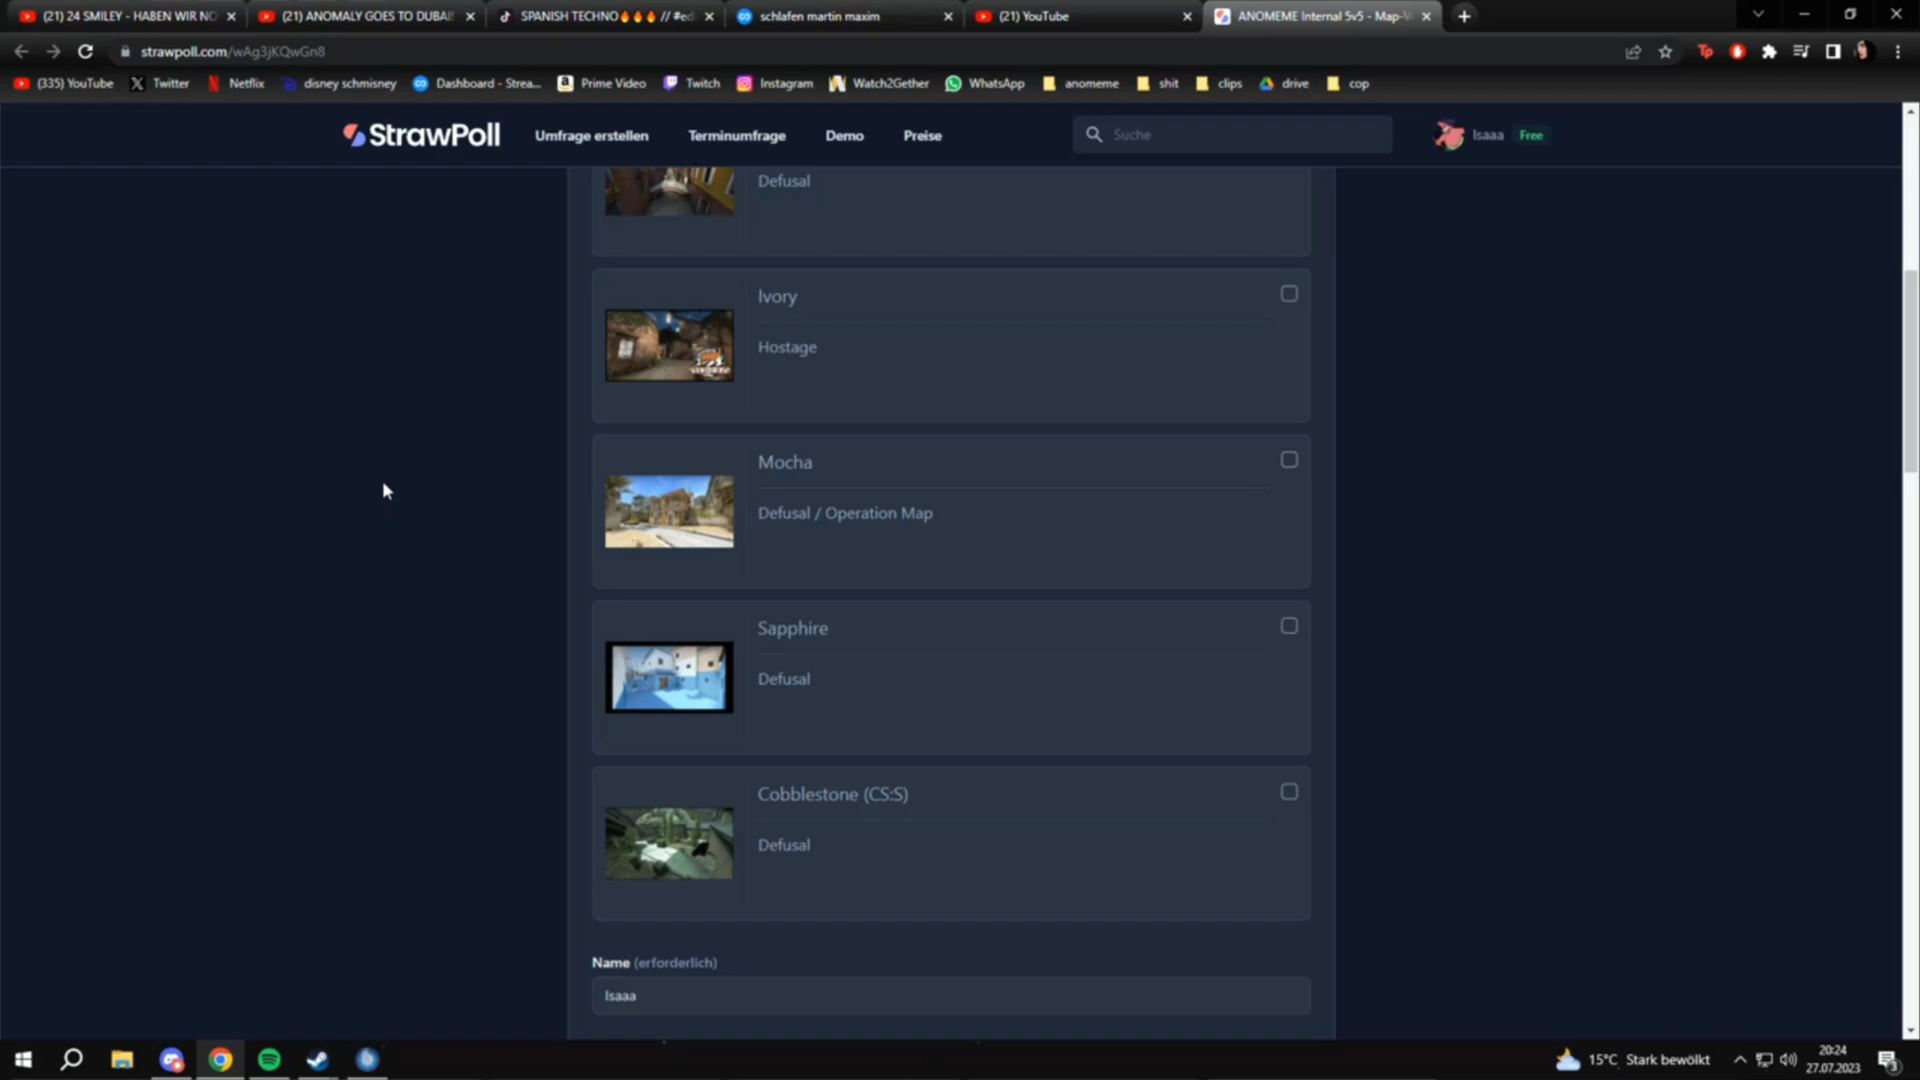 (21) 24 SMILEY - HABEN WIR NO
(21) ANOMALY GOES TO DUBAI
SPANISH TECHNO🔥🔥🔥 // #ed
schlafen martin maxim
(21) YouTube
ANOMEME Internal 5v5 - Map-V
strawpoll.com/wAg3jKQwGn8
(335) YouTube
Twitter
Netflix
disney schmisney
Dashboard - Strea...
Prime Video
Twitch
Instagram
Watch2Gether
WhatsApp
anomeme
shit
clips
drive
cop
StrawPoll
Umfrage erstellen
Terminumfrage
Demo
Preise
Suche
Isaaa
Free
Defusal
Ivory
Hostage
Mocha
Defusal / Operation Map
Sapphire
Defusal
Cobblestone (CS:S)
Defusal
Name (erforderlich)
Isaaa
15°C Stark bewölkt
20:24
27.07.2023
3